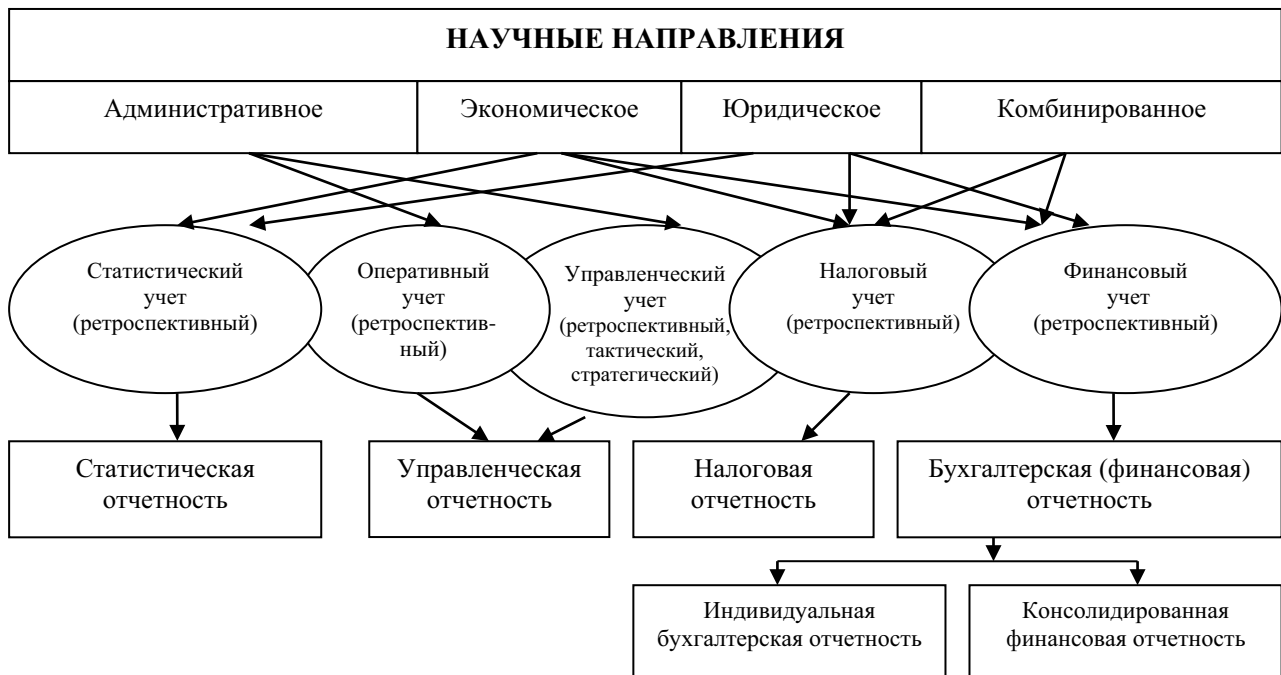 НАУЧНЫЕ НАПРАВЛЕНИЯ
Административное
Экономическое
Юридическое
Комбинированное
Статистический
учет
(ретроспективный)
Оперативный
учет
(ретроспектив-
ный)
Управленческий
учет
(ретроспективный,
тактический,
стратегический)
Налоговый
учет
(ретроспективный)
Финансовый
учет
(ретроспективный)
Статистическая
отчетность
Управленческая
отчетность
Налоговая
отчетность
Бухгалтерская (финансовая)
отчетность
Индивидуальная
бухгалтерская отчетность
Консолидированная
финансовая отчетность